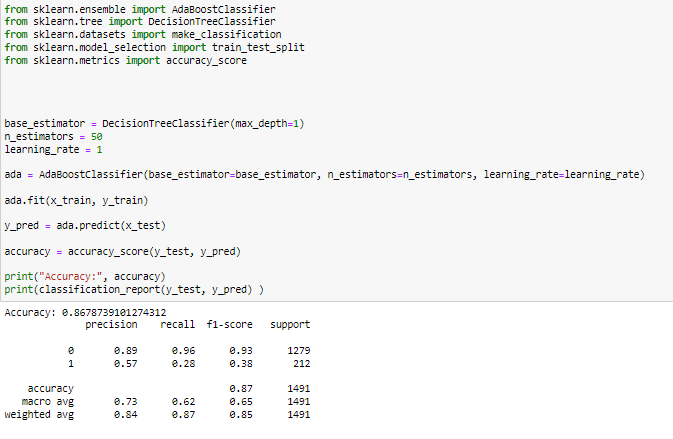 from sklearn.ensemble import AdaBoostClassifier
from sklearn.tree import DecisionTreeClassifier
from sklearn.datasets import make_classification
from sklearn.model_selection import train_test_split
from sklearn.metrics import accuracy_score
base_estimator = DecisionTreeClassifier(max_depth=1)
n_estimators = 50
learning_rate = 1
ada = AdaBoostClassifier(base_estimator=base_estimator, n_estimators=n_estimators, learning_rate=learning_rate)
ada.fit(x_train, y_train)
y_pred = ada.predict(x_test)
accuracy = accuracy_score(y_test, y_pred)
print("Accuracy:", accuracy)
print(classification_report(y_test, y_pred) )
Accuracy: 0.8678739101274312
precision recall f1-score support
0 0.89 0.96 0.93 1279
1 0.57 0.28 0.38 212
accuracy 0.87 1491
macro avg 0.73 0.62 0.65 1491
weighted avg 0.84 0.87 0.85 1491